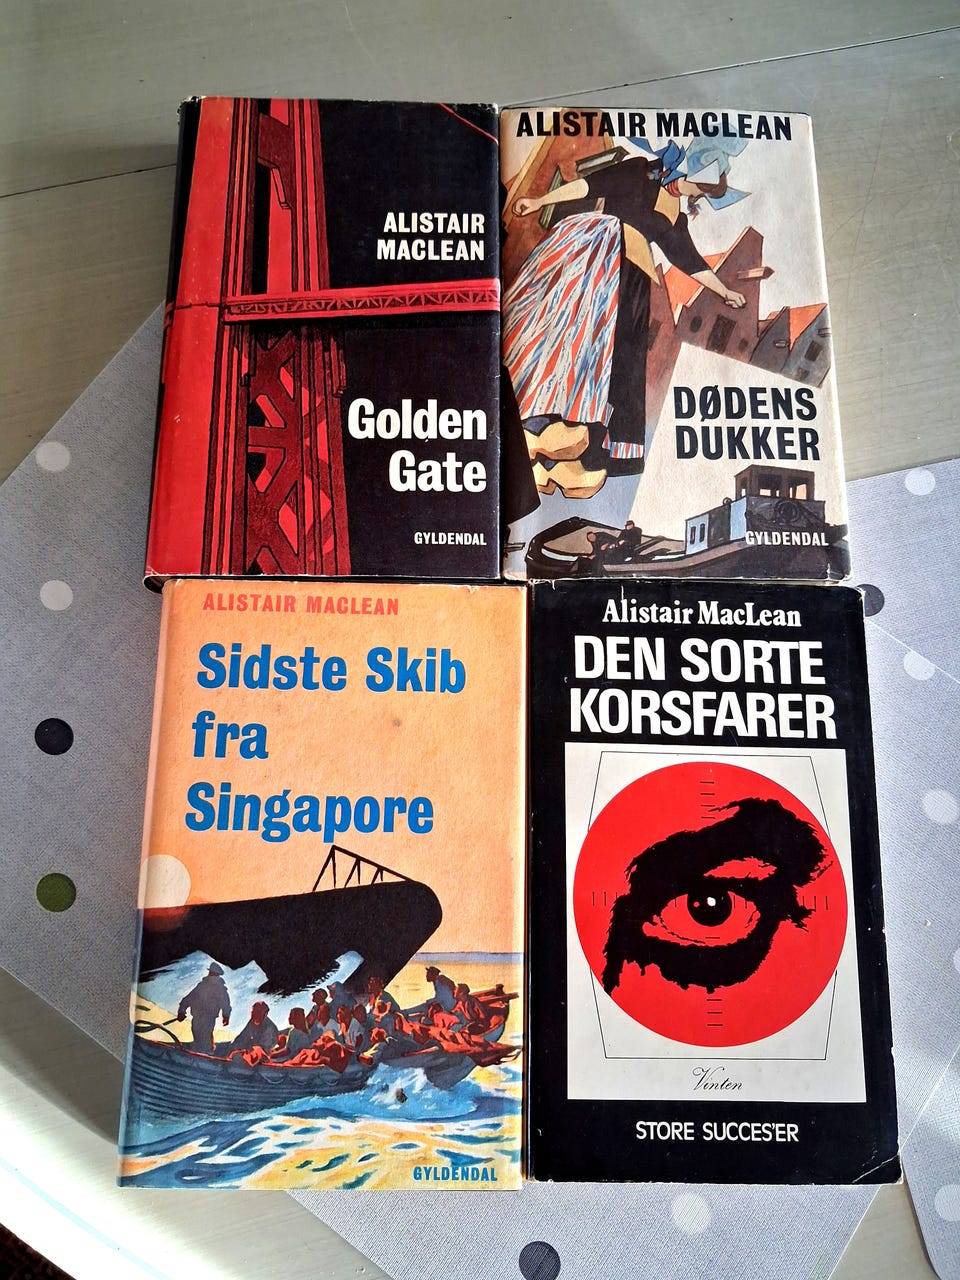 ALISTAIR
MACLEAN
Golden
Gate
GYLDENDAL
ALISTAIR MACLEAN
DØDENS
DUKKER
GYLDENDAL
ALISTAIR MACLEAN
Sidste Skib
fra
Singapore
GYLDENDAL
Alistair MacLean
DEN SORTE
KORSFARER
Vinten
STORE SUCCES'ER